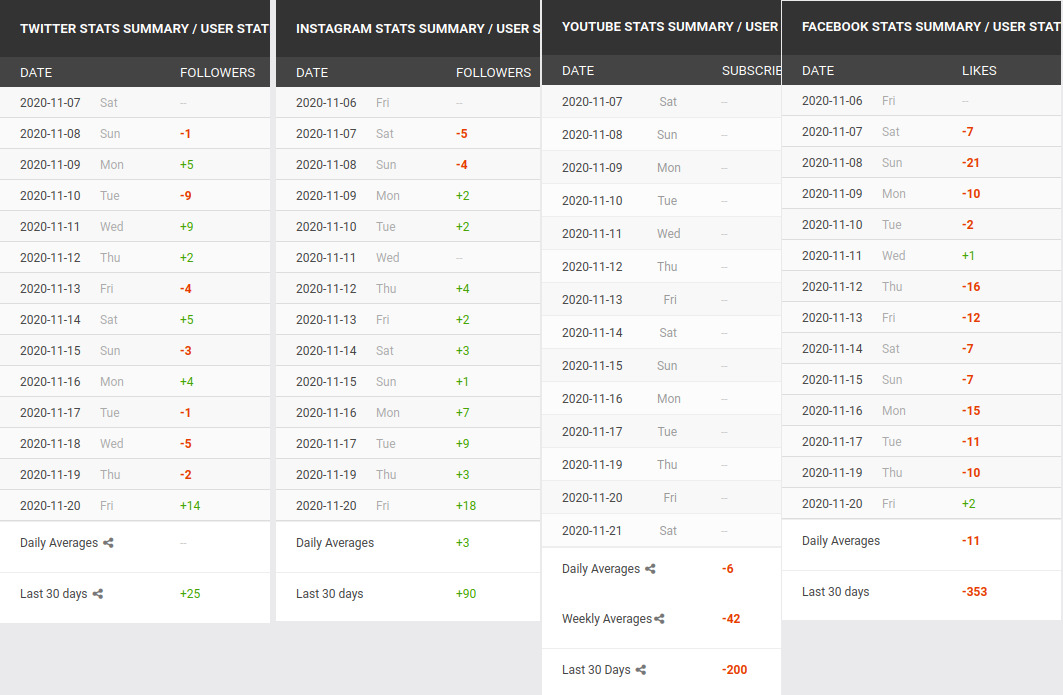 TWITTER STATS SUMMARY / USER STAT
DATE FOLLOWERS
2020-11-07 Sat --
2020-11-08 Sun -1
2020-11-09 Mon +5
2020-11-10 Tue -9
2020-11-11 Wed +9
2020-11-12 Thu +2
2020-11-13 Fri -4
2020-11-14 Sat +5
2020-11-15 Sun -3
2020-11-16 Mon +4
2020-11-17 Tue -1
2020-11-18 Wed -5
2020-11-19 Thu -2
2020-11-20 Fri +14
Daily Averages --
Last 30 days +25
INSTAGRAM STATS SUMMARY / USER S
DATE FOLLOWERS
2020-11-06 Fri --
2020-11-07 Sat -5
2020-11-08 Sun -4
2020-11-09 Mon +2
2020-11-10 Tue +2
2020-11-11 Wed --
2020-11-12 Thu +4
2020-11-13 Fri +2
2020-11-14 Sat +3
2020-11-15 Sun +1
2020-11-16 Mon +7
2020-11-17 Tue +9
2020-11-19 Thu +3
2020-11-20 Fri +18
Daily Averages +3
Last 30 days +90
YOUTUBE STATS SUMMARY / USER
DATE SUBSCRIE
2020-11-07 Sat --
2020-11-08 Sun --
2020-11-09 Mon --
2020-11-10 Tue --
2020-11-11 Wed --
2020-11-12 Thu --
2020-11-13 Fri --
2020-11-14 Sat --
2020-11-15 Sun --
2020-11-16 Mon --
2020-11-17 Tue --
2020-11-19 Thu --
2020-11-20 Fri --
2020-11-21 Sat --
Daily Averages -6
Weekly Averages -42
Last 30 Days -200
FACEBOOK STATS SUMMARY / USER STAT
DATE LIKES
2020-11-06 Fri --
2020-11-07 Sat -7
2020-11-08 Sun -21
2020-11-09 Mon -10
2020-11-10 Tue -2
2020-11-11 Wed +1
2020-11-12 Thu -16
2020-11-13 Fri -12
2020-11-14 Sat -7
2020-11-15 Sun -7
2020-11-16 Mon -15
2020-11-17 Tue -11
2020-11-19 Thu -10
2020-11-20 Fri +2
Daily Averages -11
Last 30 days -353